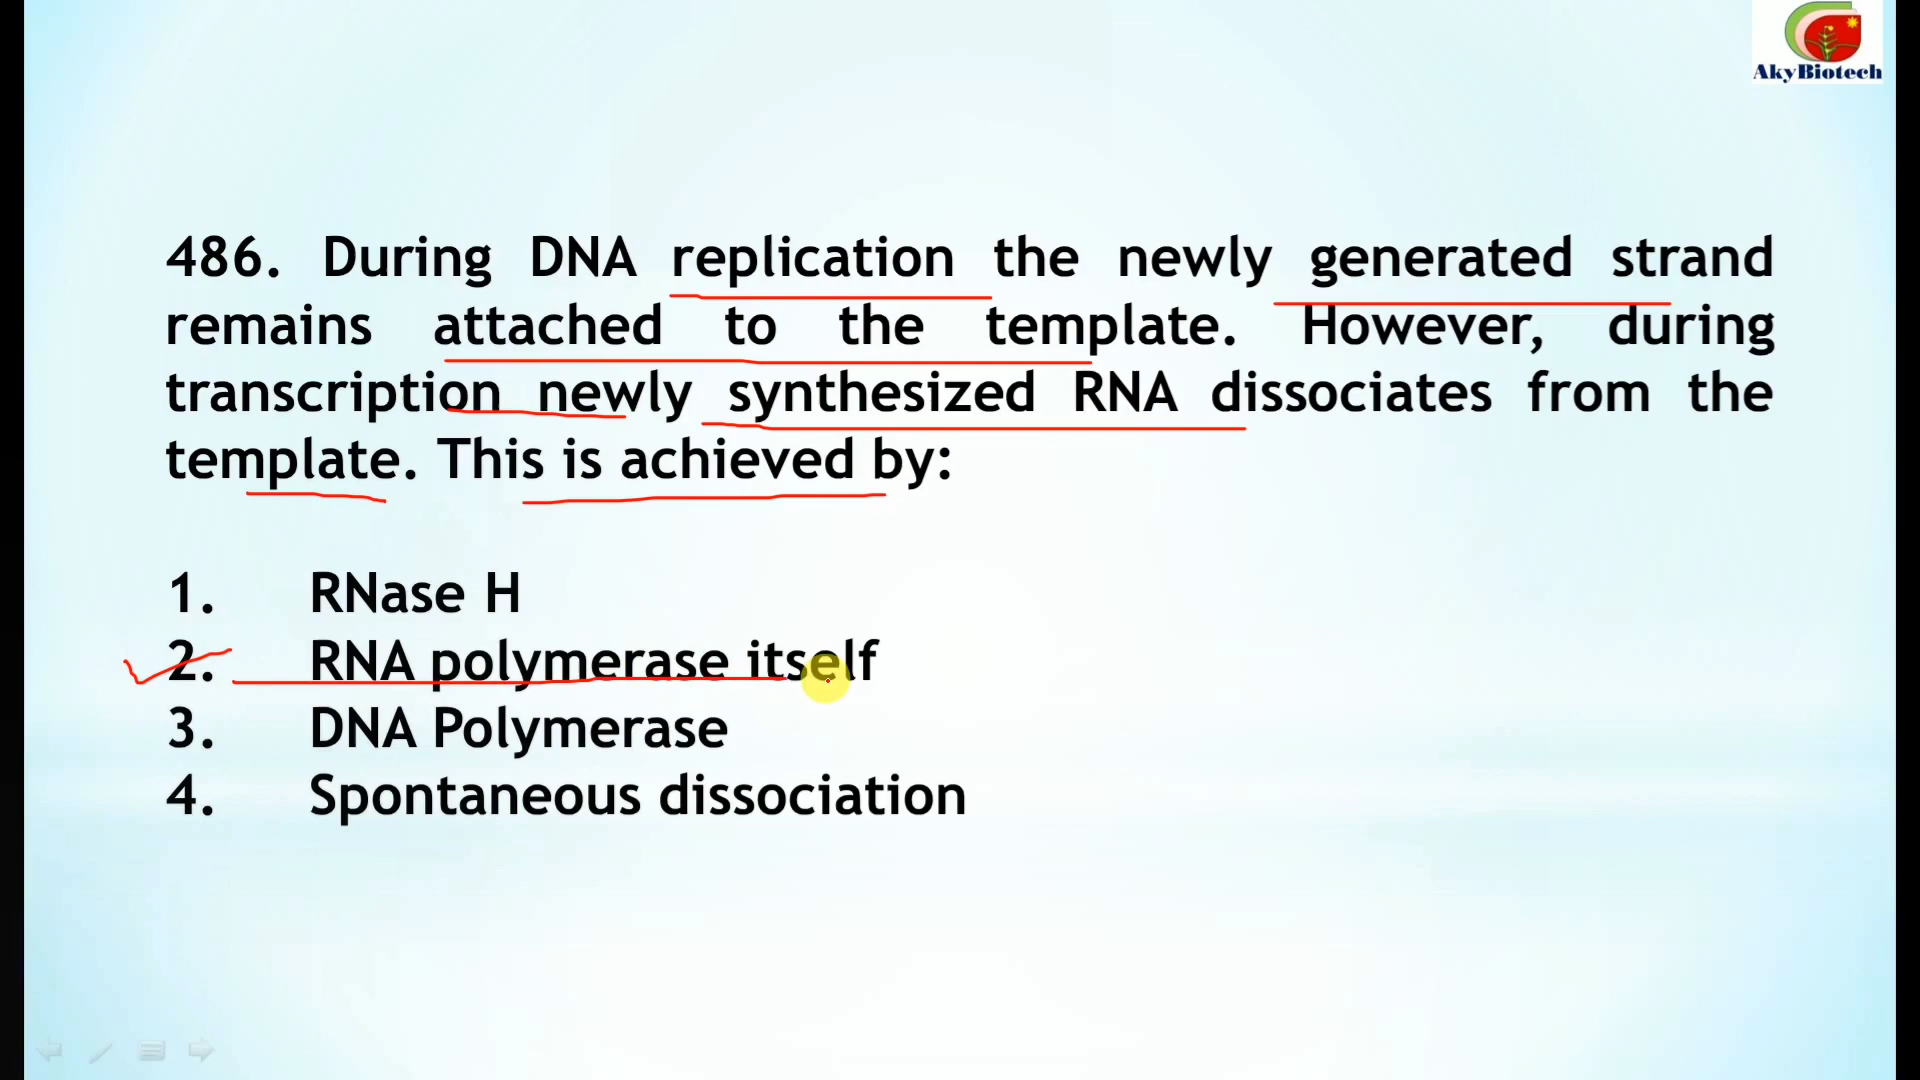 AkyBiotech
486. During DNA replication the newly generated strand
remains attached to the template. However, during
transcription newly synthesized RNA dissociates from the
template. This is achieved by:
1. RNase H
2. RNA polymerase itself
3. DNA Polymerase
4. Spontaneous dissociation